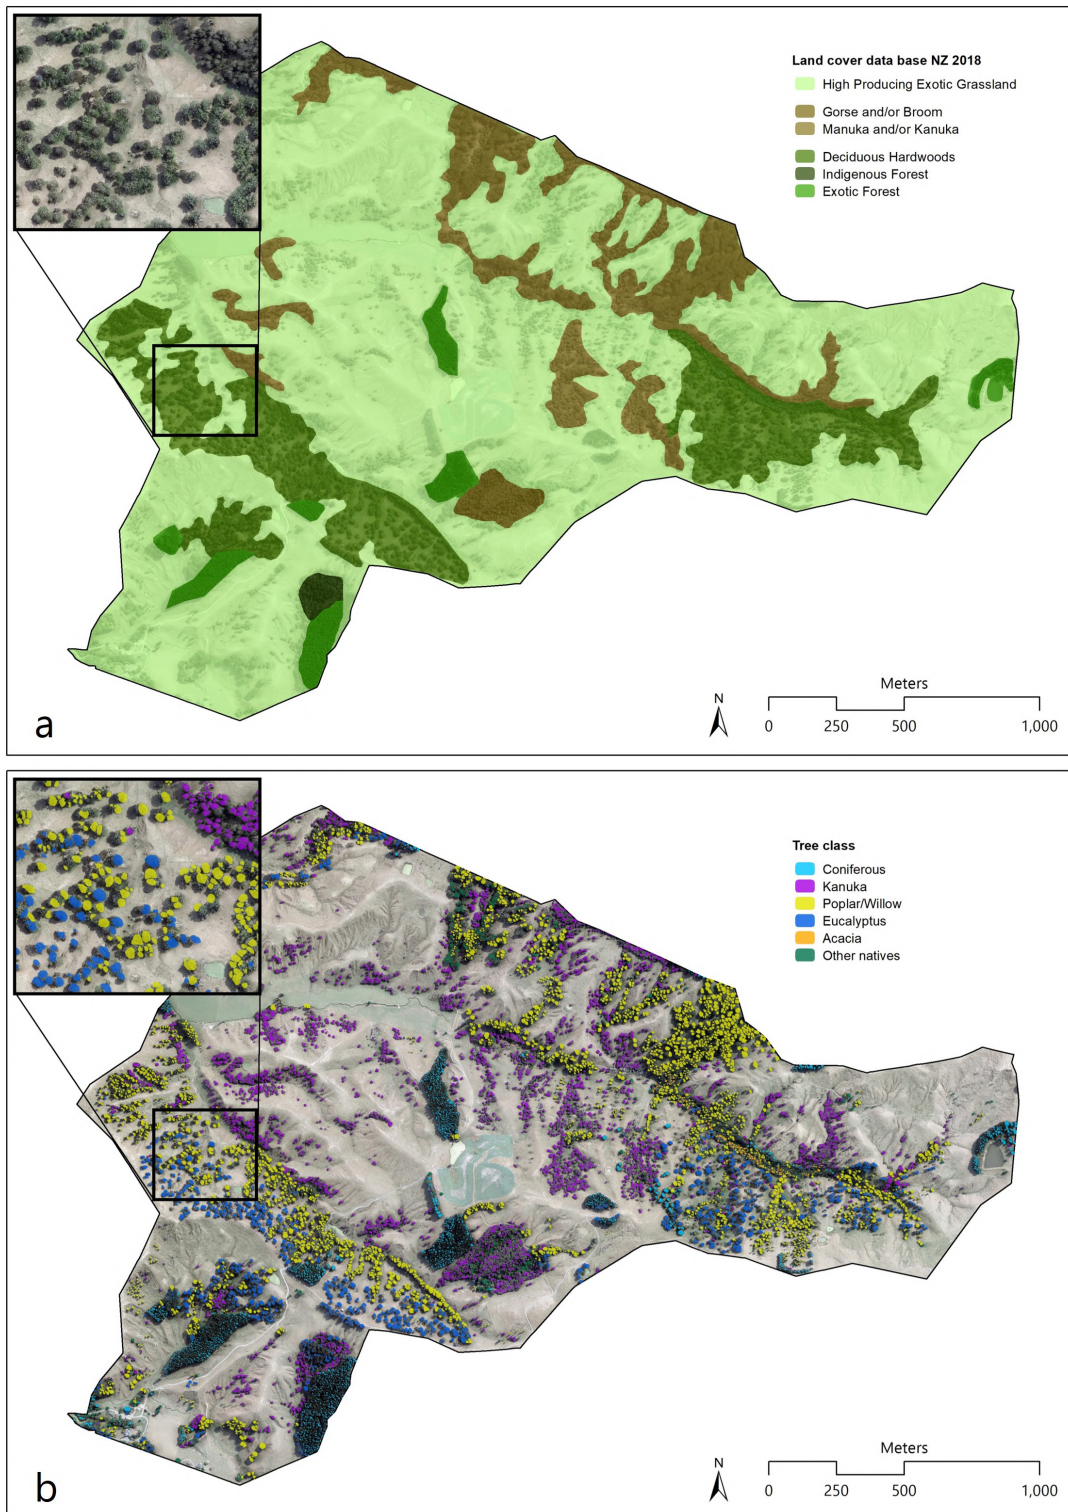 Land cover data base NZ 2018
High Producing Exotic Grassland
Gorse and/or Broom
Manuka and/or Kanuka
Deciduous Hardwoods
Indigenous Forest
Exotic Forest
Meters
N
0 250 500 1,000
a
Tree class
Coniferous
Kanuka
Poplar/Willow
Eucalyptus
Acacia
Other natives
Meters
N
0 250 500 1,000
b